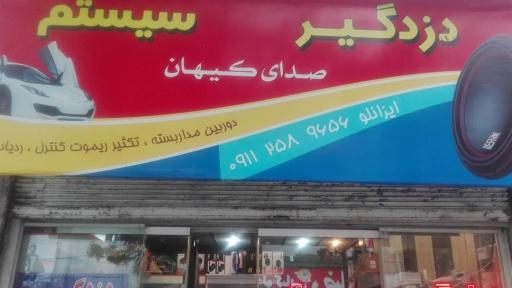 دزدگیر سیستم
صدای کیهان
ایزانلو ۹۶۵۶ ۲۵۸ ۰۹۱۱
دوربین مداربسته ، تکثیر ریموت کنترل ، ردیاب